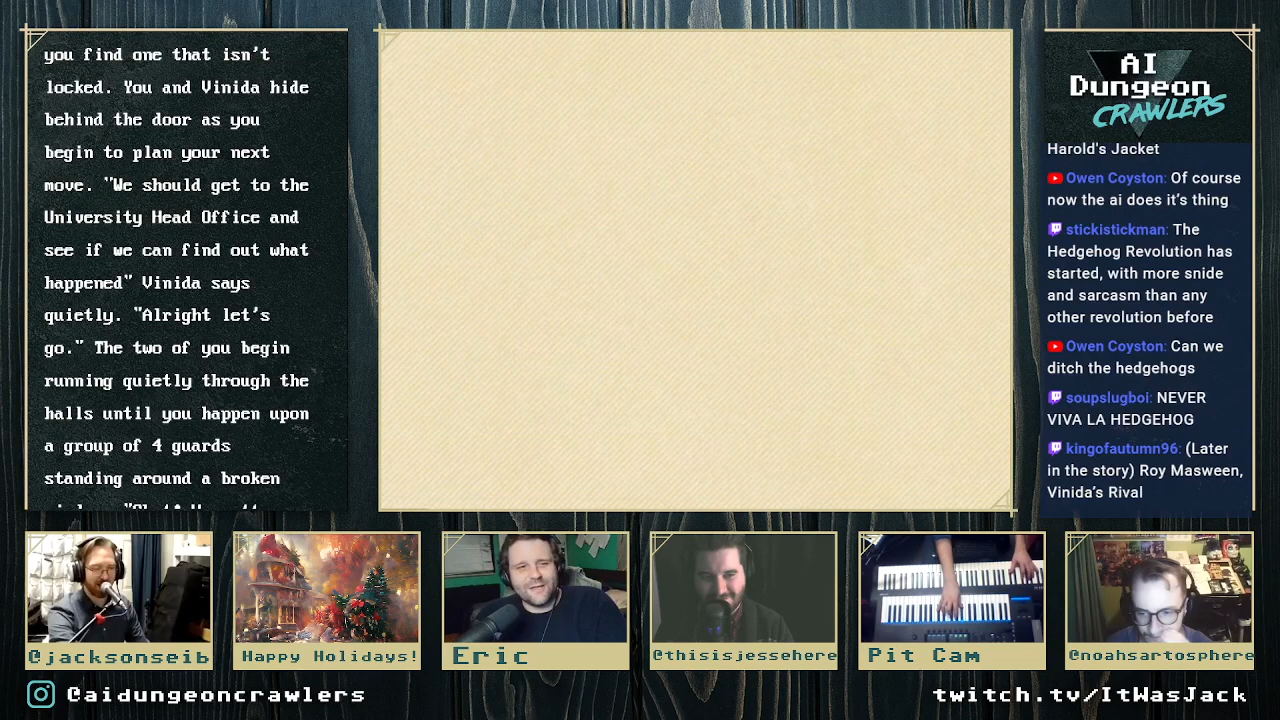 you find one that isn't
locked. You and Vinida hide
behind the door as you
begin to plan your next
move. "We should get to the
University Head Office and
see if we can find out what
happened" Vinida says
quietly. "Alright let's
go." The two of you begin
running quietly through the
halls until you happen upon
a group of 4 guards
standing around a broken
AI
Dungeon
CRAWLERS
Harold's Jacket
Owen Coyston: Of course
now the ai does it's thing
stickistickman: The
Hedgehog Revolution has
started, with more snide
and sarcasm than any
other revolution before
Owen Coyston: Can we
ditch the hedgehogs
soupslugboi: NEVER
VIVA LA HEDGEHOG
kingofautumn96: (Later
in the story) Roy Masween,
Vinida's Rival
@jacksonseib
Happy Holidays!
Eric
@thisisjessehere
Pit Cam
@noahsartosphere
@aidungeoncrawlers
twitch.tv/ItWasJack